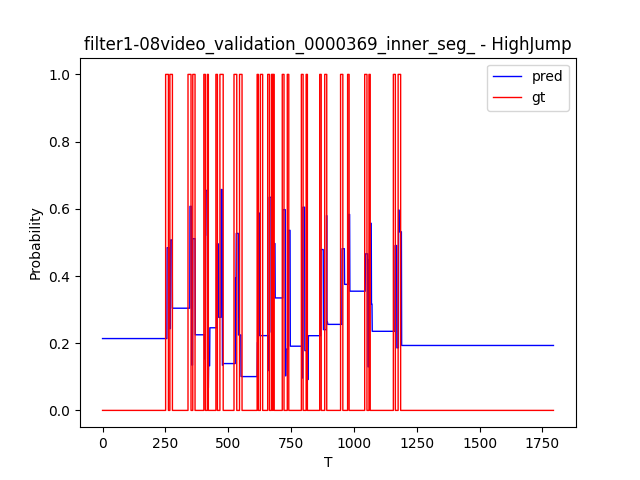 filter1-08video_validation_0000369_inner_seg_ - HighJump
pred
gt
1.0
0.8
0.6
0.4
0.2
0.0
Probability
0 250 500 750 1000 1250 1500 1750
T